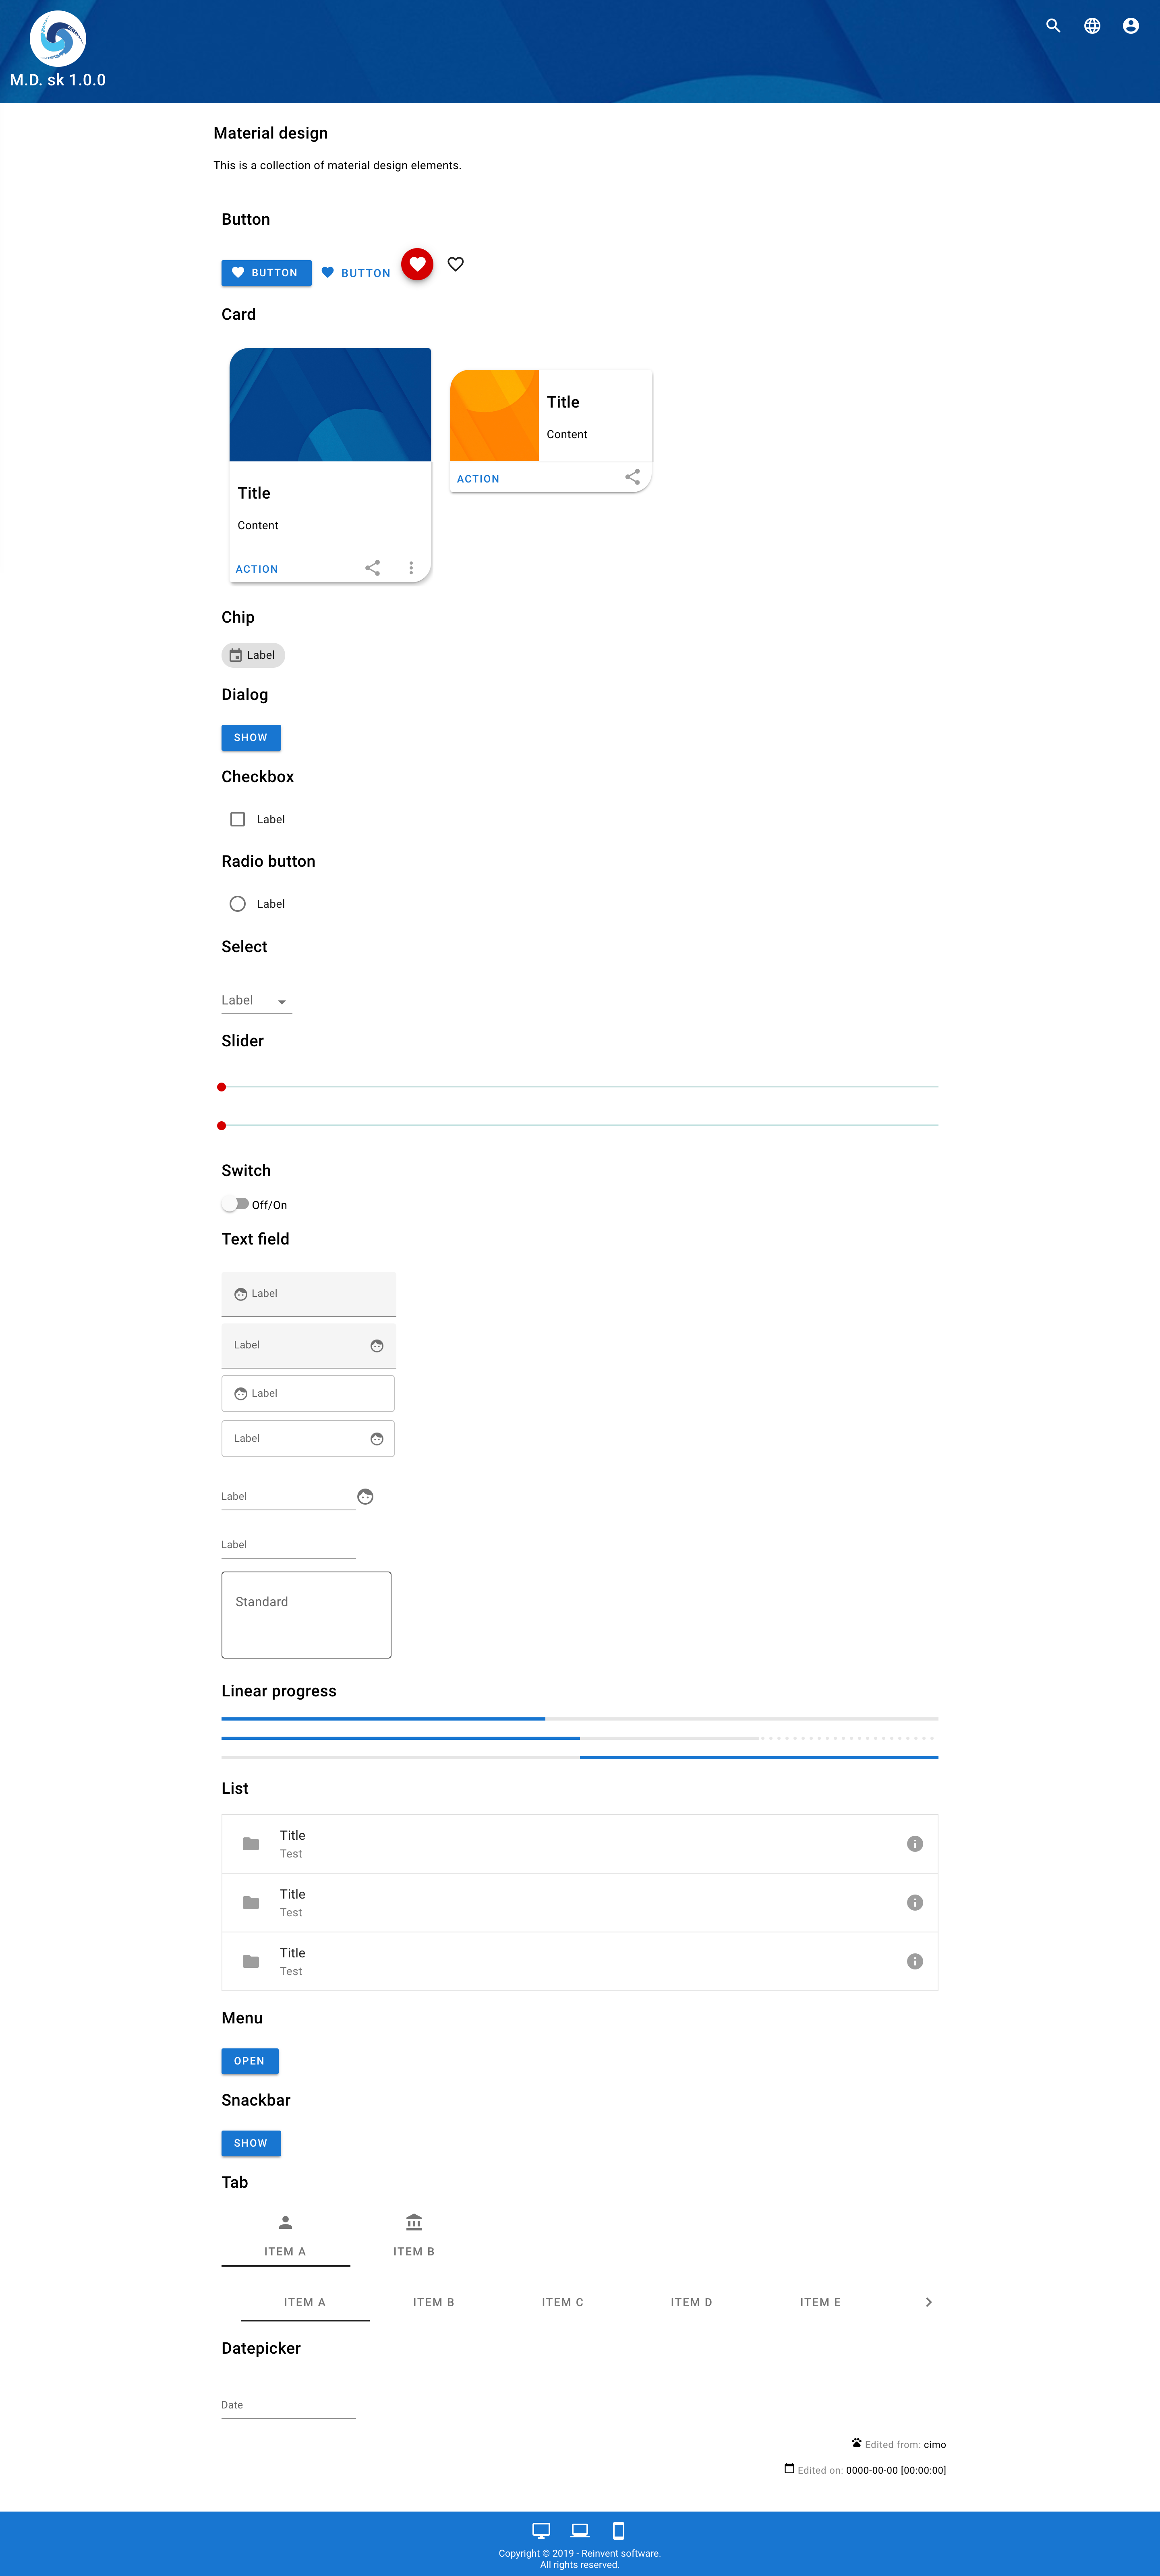 M.D. sk 1.0.0
Material design
This is a collection of material design elements.
Button
BUTTON BUTTON
Card
Title
Content
ACTION
Title
Content
ACTION
Chip
Label
Dialog
SHOW
Checkbox
Label
Radio button
Label
Select
Label
Slider
Switch
Off/On
Text field
Label
Label
Label
Label
Label
Label
Standard
Linear progress
List
Title
Test
Title
Test
Title
Test
Menu
OPEN
Snackbar
SHOW
Tab
ITEM A ITEM B
ITEM A ITEM B ITEM C ITEM D ITEM E
Datepicker
Date
Edited from: cimo
Edited on: 0000-00-00 [00:00:00]
Copyright © 2019 - Reinvent software.
All rights reserved.